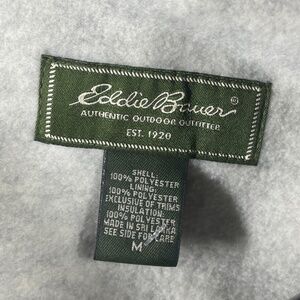 Eddie Bauer®
AUTHENTIC OUTDOOR OUTFITTER
EST. 1920
SHELL:
100% POLYESTER
LINING:
100% POLYESTER
EXCLUSIVE OF TRIMS
INSULATION:
100% POLYESTER
MADE IN SRI LANKA
SEE SIDE FOR CARE
M